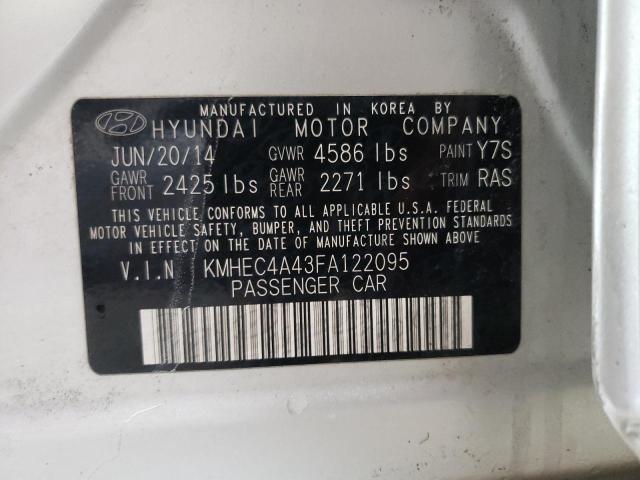 MANUFACTURED IN KOREA BY
HYUNDAI MOTOR COMPANY
JUN/20/14 GVWR 4586 lbs PAINT Y7S
GAWR FRONT 2425 lbs GAWR REAR 2271 lbs TRIM RAS
THIS VEHICLE CONFORMS TO ALL APPLICABLE U.S.A. FEDERAL
MOTOR VEHICLE SAFETY, BUMPER, AND THEFT PREVENTION STANDARDS
IN EFFECT ON THE DATE OF MANUFACTURE SHOWN ABOVE.
V.I.N KMHEC4A43FA122095
PASSENGER CAR